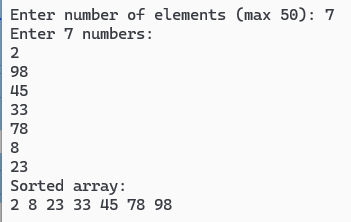 Enter number of elements (max 50): 7
Enter 7 numbers:
2
98
45
33
78
8
23
Sorted array:
2 8 23 33 45 78 98